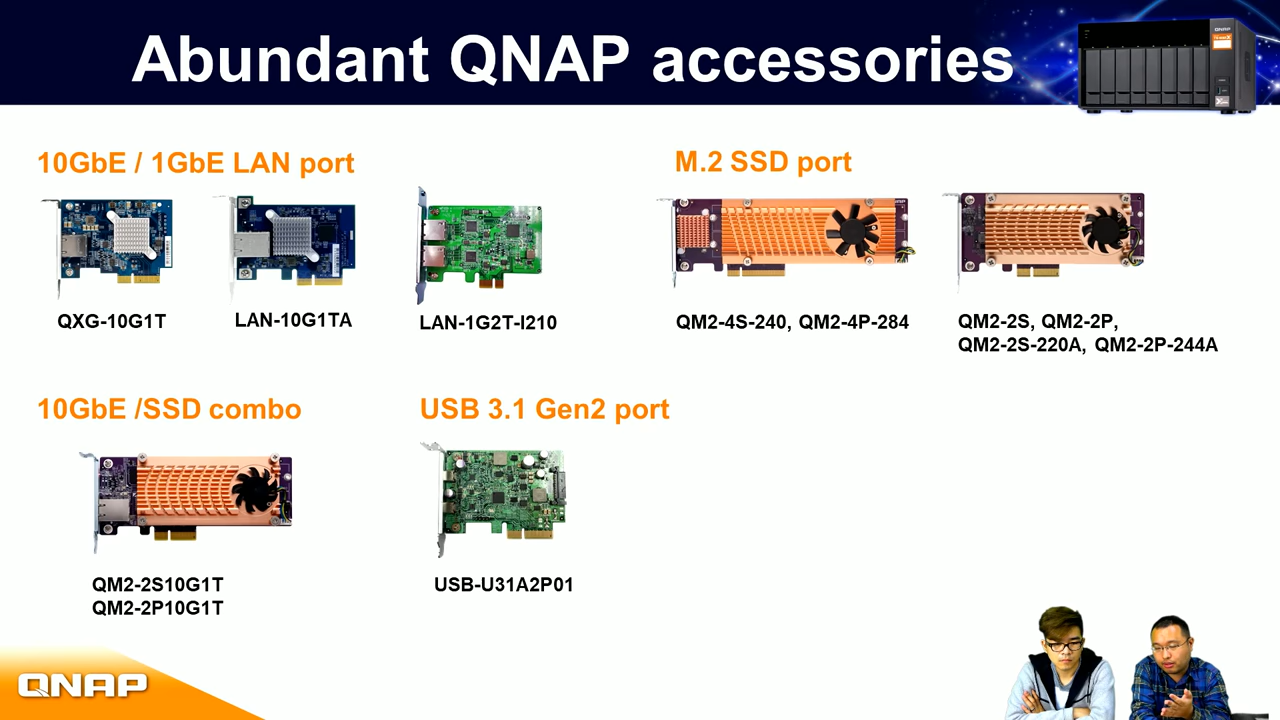 Abundant QNAP accessories
QNAP
10GbE / 1GbE LAN port
M.2 SSD port
QXG-10G1T
LAN-10G1TA
LAN-1G2T-I210
QM2-4S-240, QM2-4P-284
QM2-2S, QM2-2P,
QM2-2S-220A, QM2-2P-244A
10GbE /SSD combo
USB 3.1 Gen2 port
QM2-2S10G1T
QM2-2P10G1T
USB-U31A2P01
QNAP